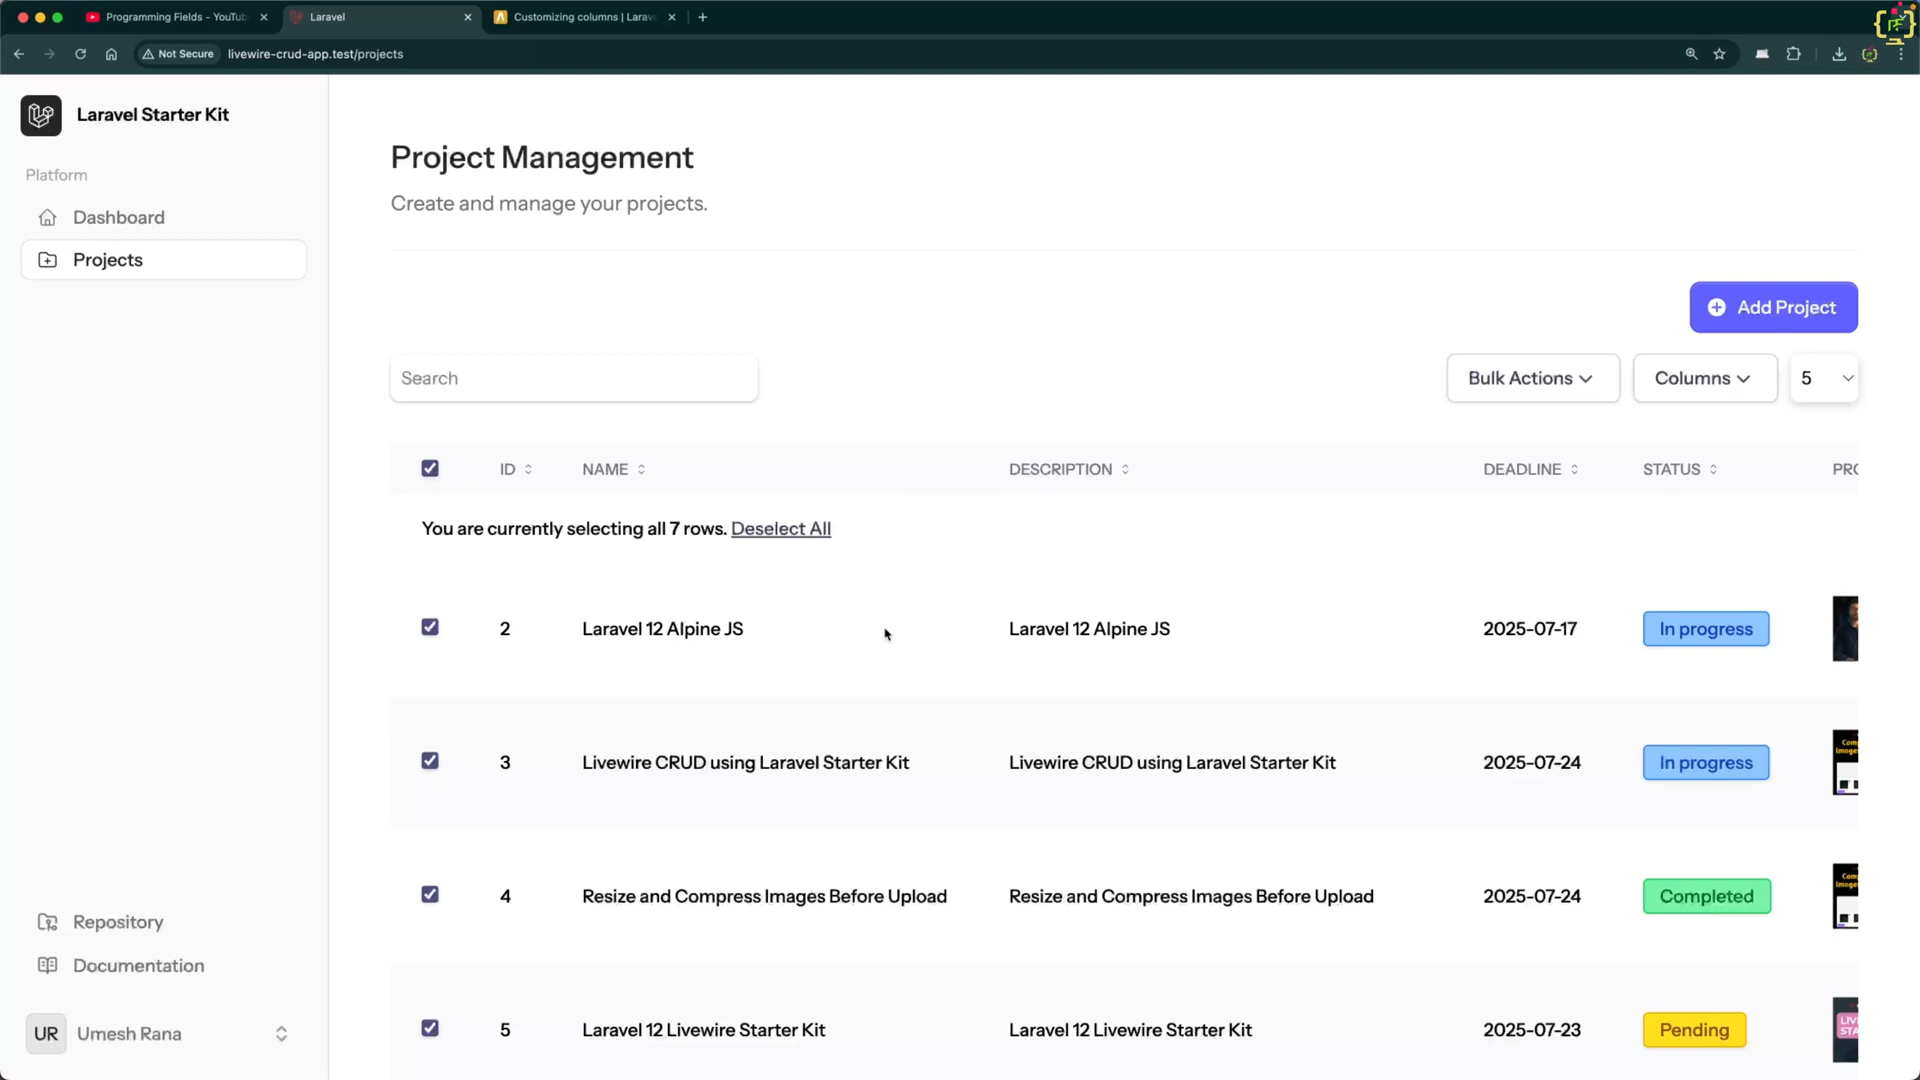 Programming Fields - YouTub
Laravel
Customizing columns | Larav
Not Secure
livewire-crud-app.test/projects
Laravel Starter Kit
Platform
Dashboard
Projects
Repository
Documentation
UR
Umesh Rana
Project Management
Create and manage your projects.
Add Project
Search
Bulk Actions
Columns
5
ID NAME DESCRIPTION DEADLINE STATUS PRO
You are currently selecting all 7 rows. Deselect All
2 Laravel 12 Alpine JS Laravel 12 Alpine JS 2025-07-17 In progress
3 Livewire CRUD using Laravel Starter Kit Livewire CRUD using Laravel Starter Kit 2025-07-24 In progress
4 Resize and Compress Images Before Upload Resize and Compress Images Before Upload 2025-07-24 Completed
5 Laravel 12 Livewire Starter Kit Laravel 12 Livewire Starter Kit 2025-07-23 Pending